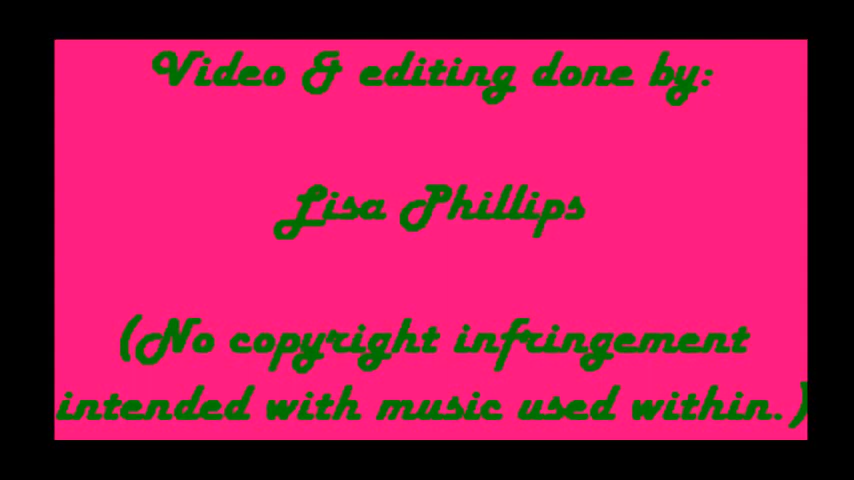 Video & editing done by:
Lisa Phillips
(No copyright infringement
intended with music used within.)